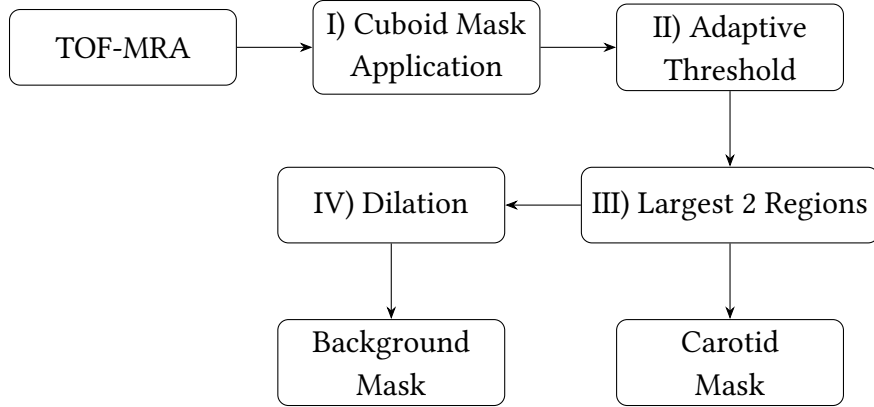 TOF-MRA
I) Cuboid Mask
Application
II) Adaptive
Threshold
IV) Dilation
III) Largest 2 Regions
Background
Mask
Carotid
Mask